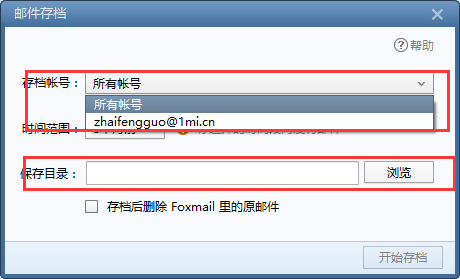 邮件存档
帮助
存档帐号： 所有帐号
所有帐号
zhaifengguo@1mi.cn
时间范围：
保存目录： 浏览
存档后删除 Foxmail 里的原邮件
开始存档